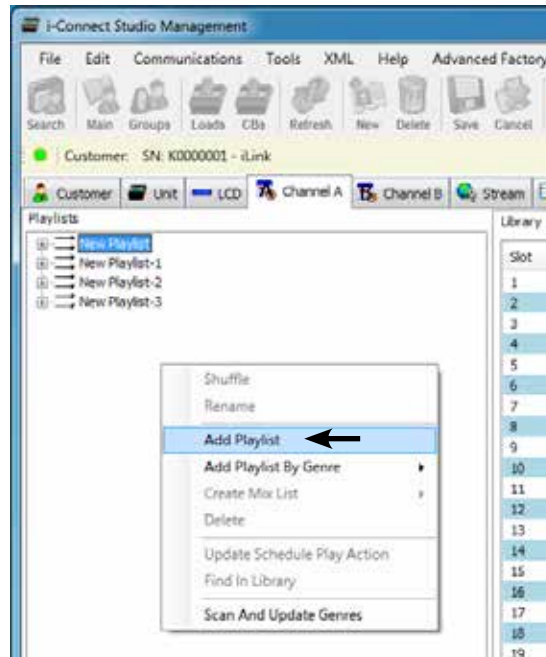 i-Connect Studio Management
File Edit Communications Tools XML Help Advanced Factory
Search Main Groups Loads CBs Refresh New Delete Save Cancel
Customer: SN: K0000001 - iLink
Customer Unit LCD Channel A Channel B Stream
Playlists
Library
New Playlist
New Playlist-1
New Playlist-2
New Playlist-3
Slot
1
2
3
4
5
6
7
8
9
10
11
12
13
14
15
16
17
18
19
Shuffle
Rename
Add Playlist
Add Playlist By Genre
Create Mix List
Delete
Update Schedule Play Action
Find In Library
Scan And Update Genres